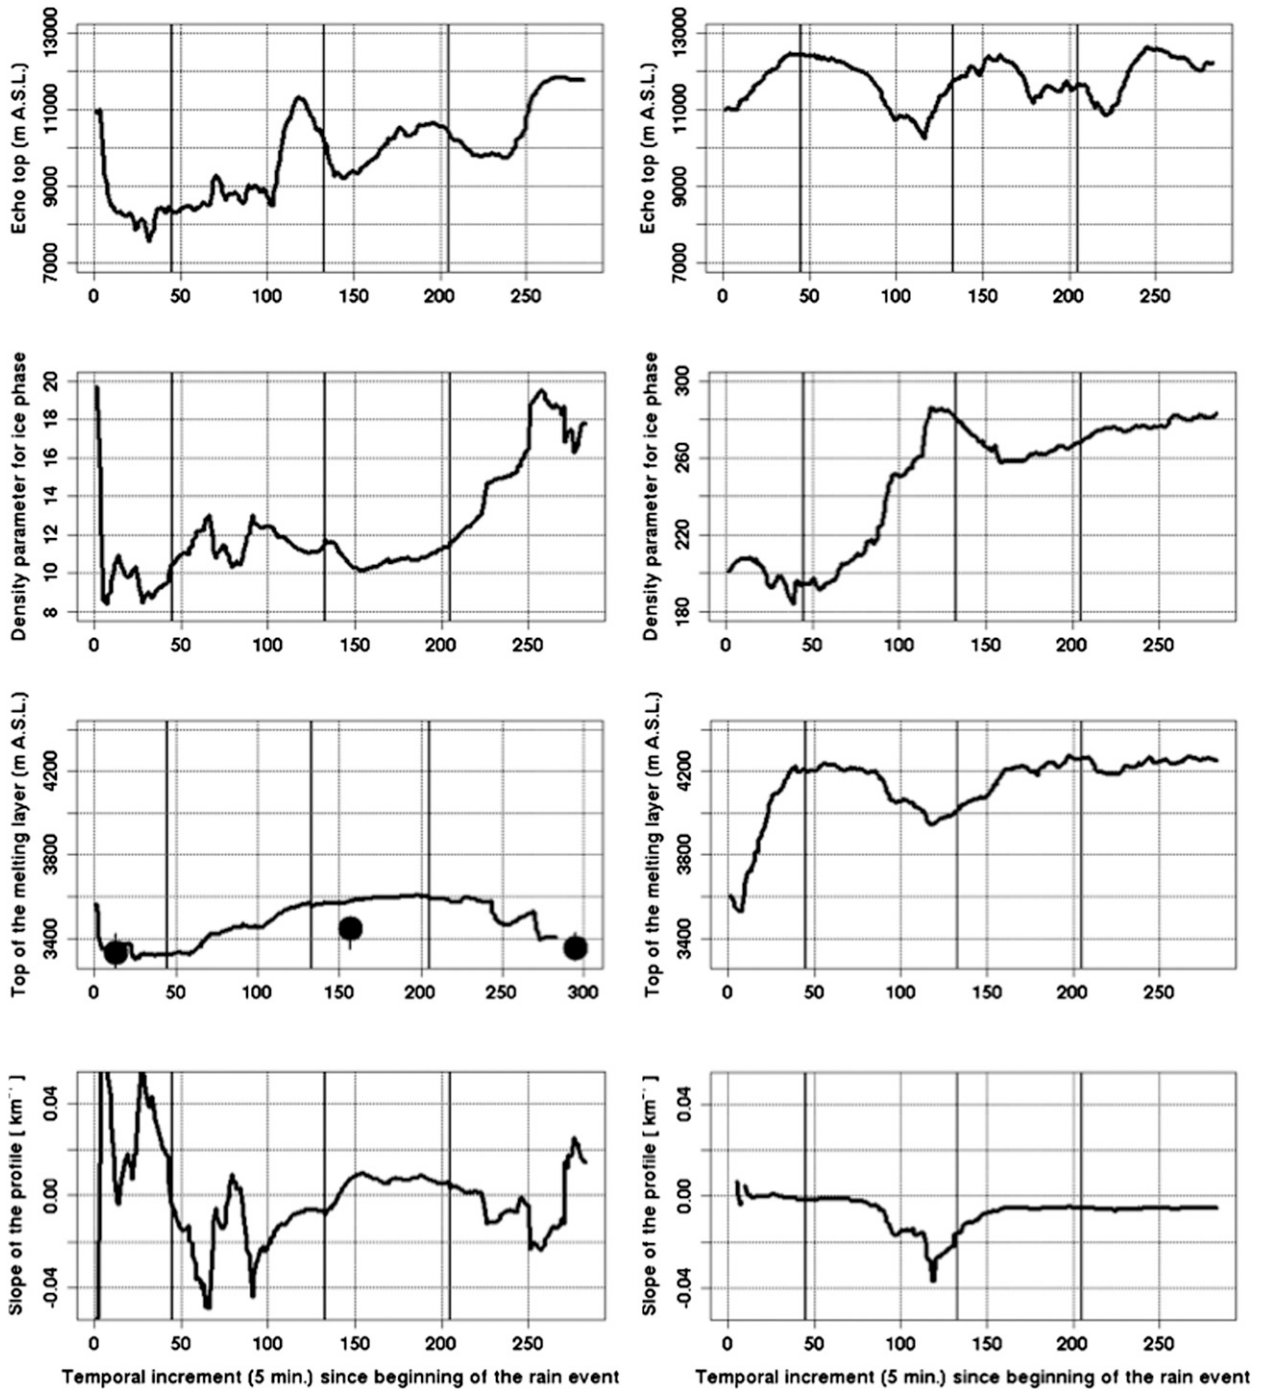 Echo top (m A.S.L.)
7000 9000 11000 13000
0 50 100 150 200 250
Echo top (m A.S.L.)
7000 9000 11000 13000
0 50 100 150 200 250
Density parameter for ice phase
8 10 12 14 16 18 20
0 50 100 150 200 250
Density parameter for ice phase
180 220 260 300
0 50 100 150 200 250
Top of the melting layer (m A.S.L.)
3400 3800 4200
0 50 100 150 200 250 300
Top of the melting layer (m A.S.L.)
3400 3800 4200
0 50 100 150 200 250
Slope of the profile [ km⁻¹ ]
-0.04 0.00 0.04
0 50 100 150 200 250
Temporal increment (5 min.) since beginning of the rain event
Slope of the profile [ km⁻¹ ]
-0.04 0.00 0.04
0 50 100 150 200 250
Temporal increment (5 min.) since beginning of the rain event